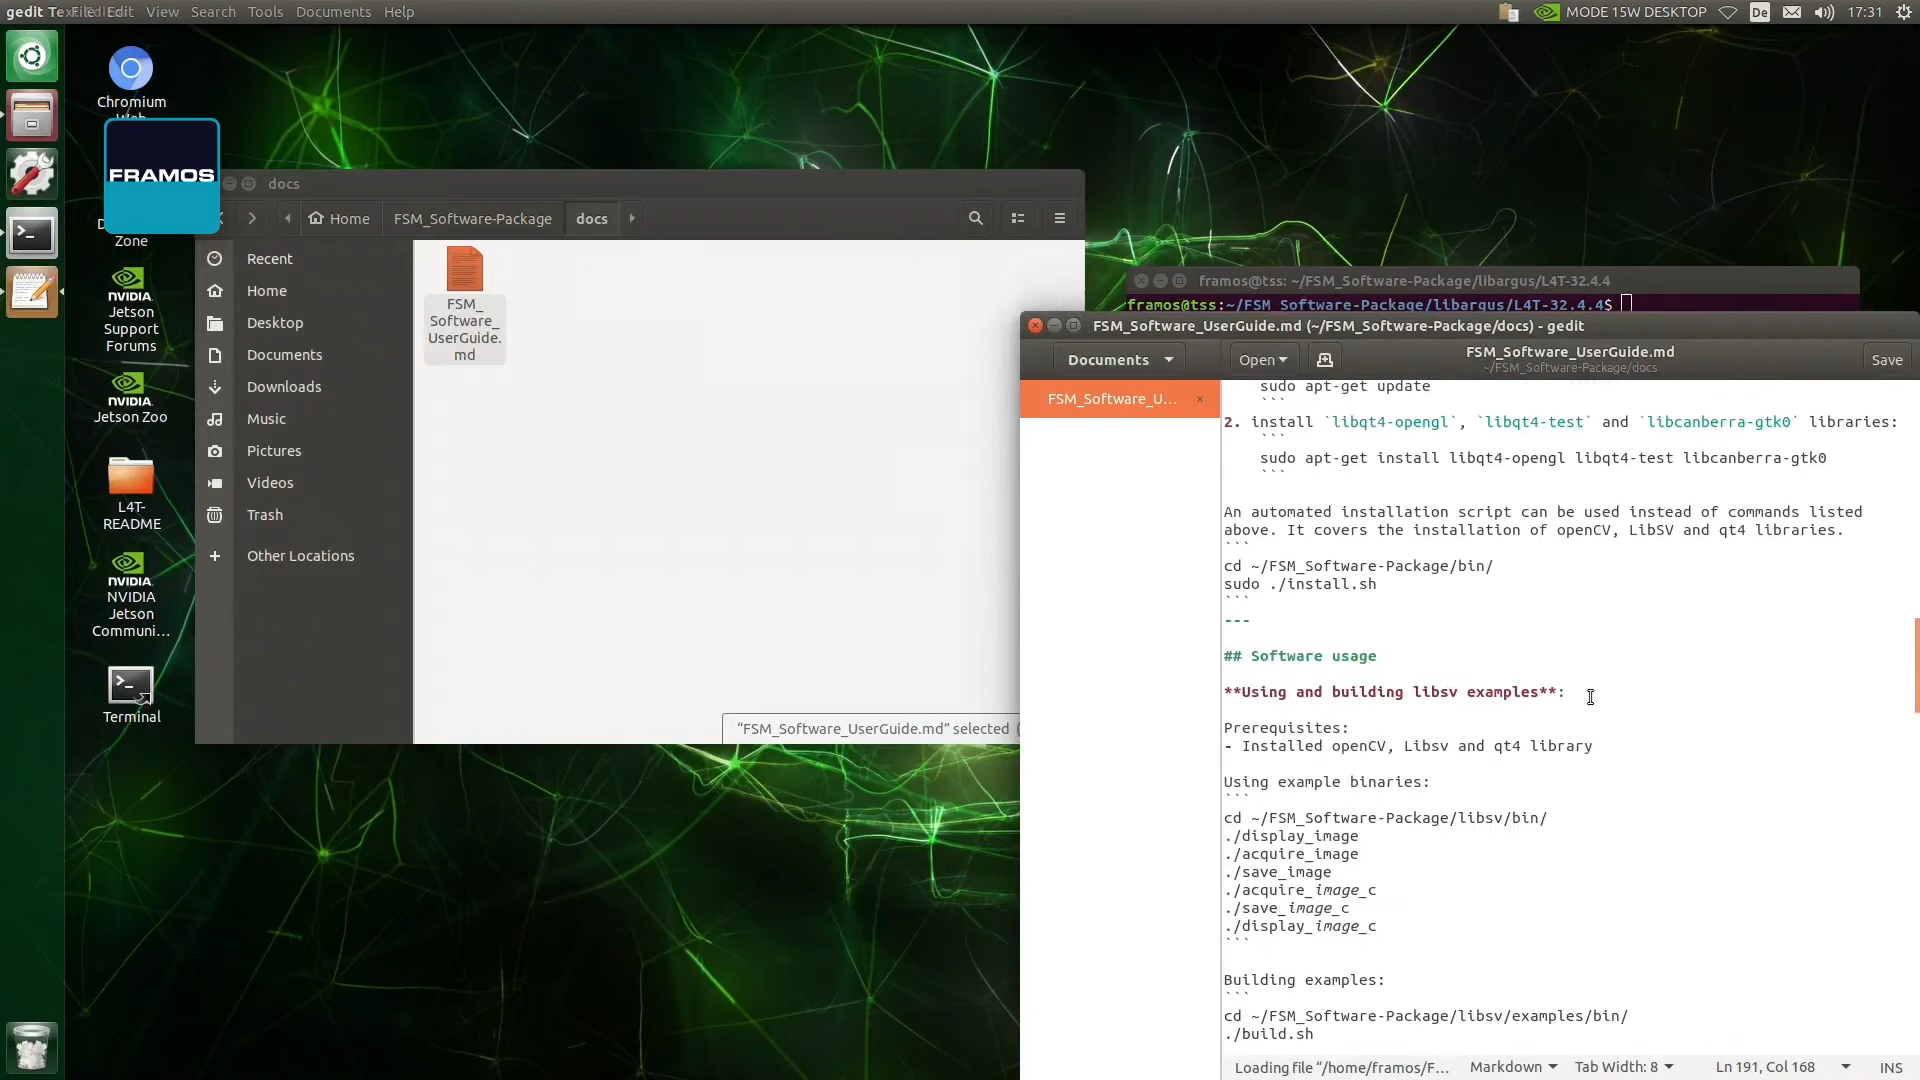 gedit Te File Edit View Search Tools Documents Help
MODE 15W DESKTOP De 17:31
Chromium
Web
FRAMOS
D
Zone
NVIDIA
Jetson
Support
Forums
Jetson Zoo
L4T-
README
NVIDIA
Jetson
Communi...
Terminal
docs
Home FSM_Software-Package docs
Recent
Home
Desktop
Documents
Downloads
Music
Pictures
Videos
Trash
Other Locations
FSM_
Software_
UserGuide.
md
“FSM_Software_UserGuide.md” selected (
framos@tss: ~/FSM_Software-Package/libargus/L4T-32.4.4
framos@tss:~/FSM_Software-Package/libargus/L4T-32.4.4$
FSM_Software_UserGuide.md (~/FSM_Software-Package/docs) - gedit
Documents Open FSM_Software_UserGuide.md Save
~/FSM_Software-Package/docs
FSM_Software_U... ×
sudo apt-get update
```
2. install `libqt4-opengl`, `libqt4-test` and `libcanberra-gtk0` libraries:
```
sudo apt-get install libqt4-opengl libqt4-test libcanberra-gtk0
```
An automated installation script can be used instead of commands listed
above. It covers the installation of openCV, LibSV and qt4 libraries.
```
cd ~/FSM_Software-Package/bin/
sudo ./install.sh
```
---
## Software usage
**Using and building libsv examples**:
Prerequisites:
- Installed openCV, Libsv and qt4 library
Using example binaries:
```
cd ~/FSM_Software-Package/libsv/bin/
./display_image
./acquire_image
./save_image
./acquire_image_c
./save_image_c
./display_image_c
```
Building examples:
```
cd ~/FSM_Software-Package/libsv/examples/bin/
./build.sh
Loading file “/home/framos/F... Markdown Tab Width: 8 Ln 191, Col 168 INS